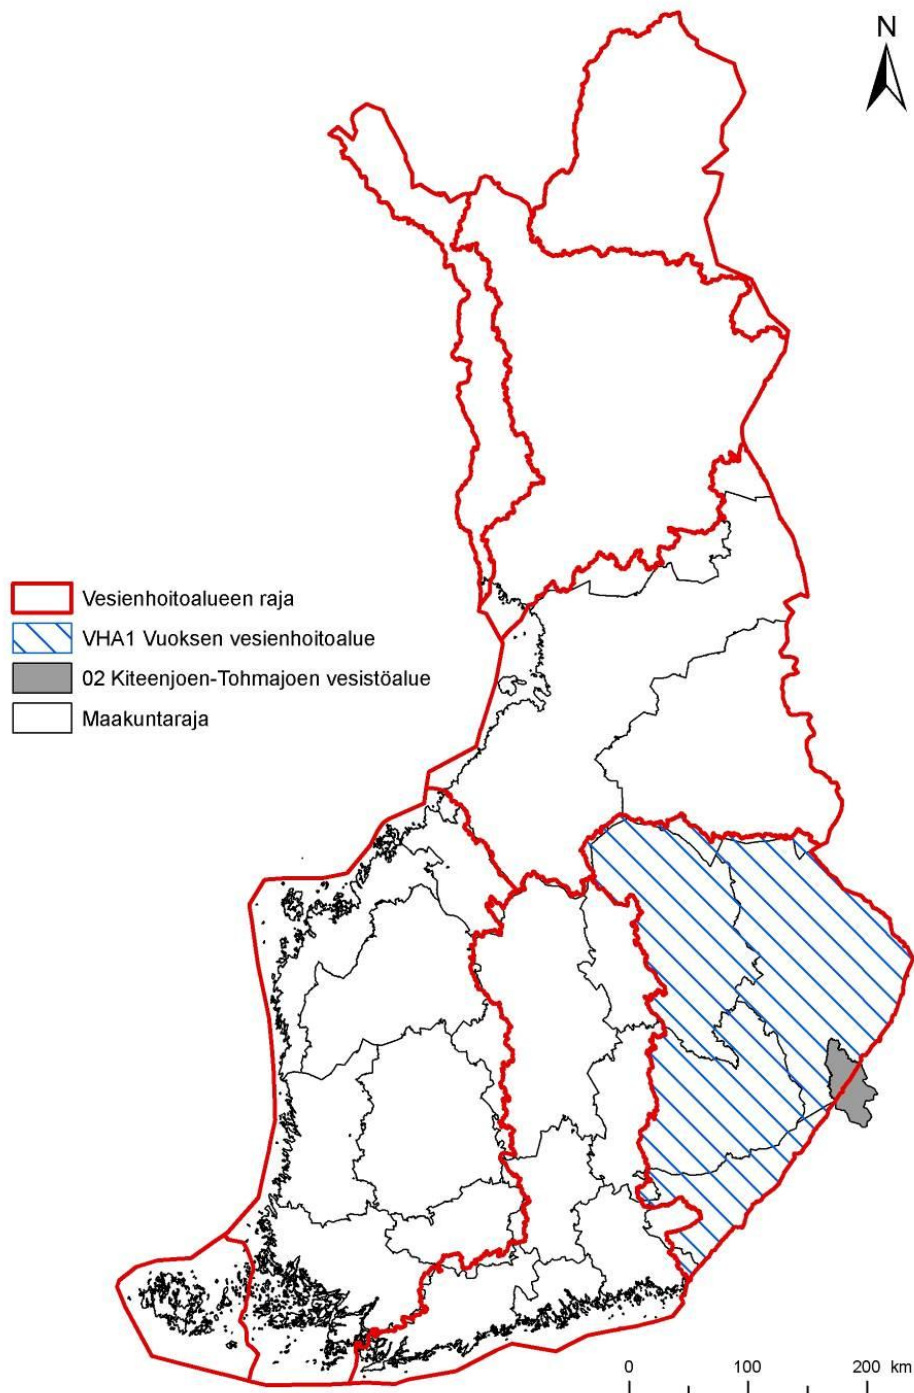 N
Vesienhoitoalueen raja
VHA1 Vuoksen vesienhoitoalue
02 Kiteenjoen-Tohmajoen vesistöalue
Maakuntaraja
0 100 200 km